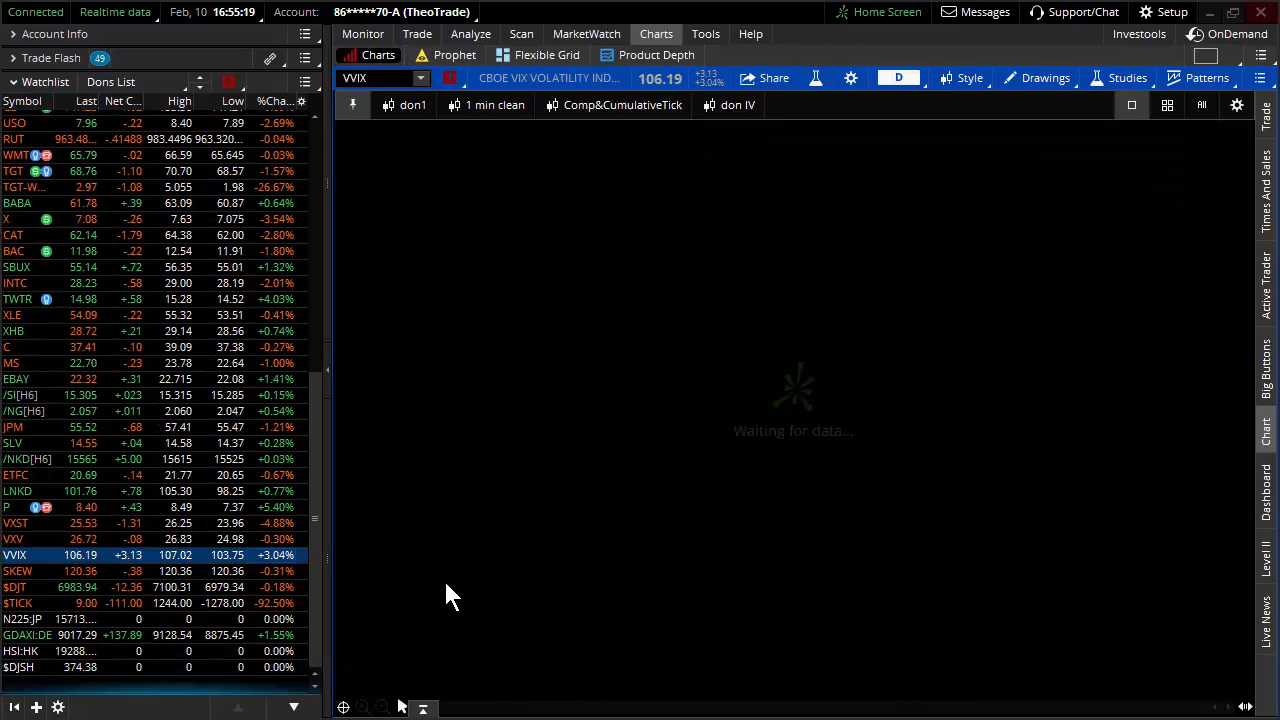 Connected Realtime data Feb, 10 16:55:19 Account: 86*****70-A (TheoTrade) Home Screen Messages Support/Chat Setup
Account Info
Trade Flash 49
Watchlist Dons List
Monitor Trade Analyze Scan MarketWatch Charts Tools Help Investools OnDemand
Charts Prophet Flexible Grid Product Depth
VVIX CBOE VIX VOLATILITY IND... 106.19 +3.13 +3.04% Share D Style Drawings Studies Patterns
don1 1 min clean Comp&CumulativeTick don IV All
Symbol Last Net C... High Low %Cha...
USO 7.96 -.22 8.40 7.89 -2.69%
RUT 963.48... -.41488 983.4496 963.320... -0.04%
WMT 65.79 -.02 66.59 65.645 -0.03%
TGT 68.76 -1.10 70.70 68.57 -1.57%
TGT-W... 2.97 -1.08 5.055 1.98 -26.67%
BABA 61.78 +.39 63.09 60.87 +0.64%
X 7.08 -.26 7.63 7.075 -3.54%
CAT 62.14 -1.79 64.38 62.00 -2.80%
BAC 11.98 -.22 12.54 11.91 -1.80%
SBUX 55.14 +.72 56.35 55.01 +1.32%
INTC 28.23 -.58 29.00 28.19 -2.01%
TWTR 14.98 +.58 15.28 14.52 +4.03%
XLE 54.09 -.22 55.32 53.51 -0.41%
XHB 28.72 +.21 29.14 28.56 +0.74%
C 37.41 -.10 39.09 37.38 -0.27%
MS 22.70 -.23 23.78 22.64 -1.00%
EBAY 22.32 +.31 22.715 22.08 +1.41%
/SI[H6] 15.305 +.023 15.315 15.285 +0.15%
/NG[H6] 2.057 +.011 2.060 2.047 +0.54%
JPM 55.52 -.68 57.41 55.47 -1.21%
SLV 14.55 +.04 14.58 14.37 +0.28%
/NKD[H6] 15565 +5.00 15615 15525 +0.03%
ETFC 20.69 -.14 21.77 20.65 -0.67%
LNKD 101.76 +.78 105.30 98.25 +0.77%
P 8.40 +.43 8.49 7.37 +5.40%
VXST 25.53 -1.31 26.25 23.96 -4.88%
VXV 26.72 -.08 26.83 24.98 -0.30%
VVIX 106.19 +3.13 107.02 103.75 +3.04%
SKEW 120.36 -.38 120.36 120.36 -0.31%
$DJT 6983.94 -12.36 7100.31 6979.34 -0.18%
$TICK 9.00 -111.00 1244.00 -1278.00 -92.50%
N225:JP 15713.... 0 0 0 0.00%
GDAXI:DE 9017.29 +137.89 9128.54 8875.45 +1.55%
HSI:HK 19288.... 0 0 0 0.00%
$DJSH 374.38 0 0 0 0.00%
Waiting for data...
Trade
Times And Sales
Active Trader
Big Buttons
Chart
Dashboard
Level II
Live News